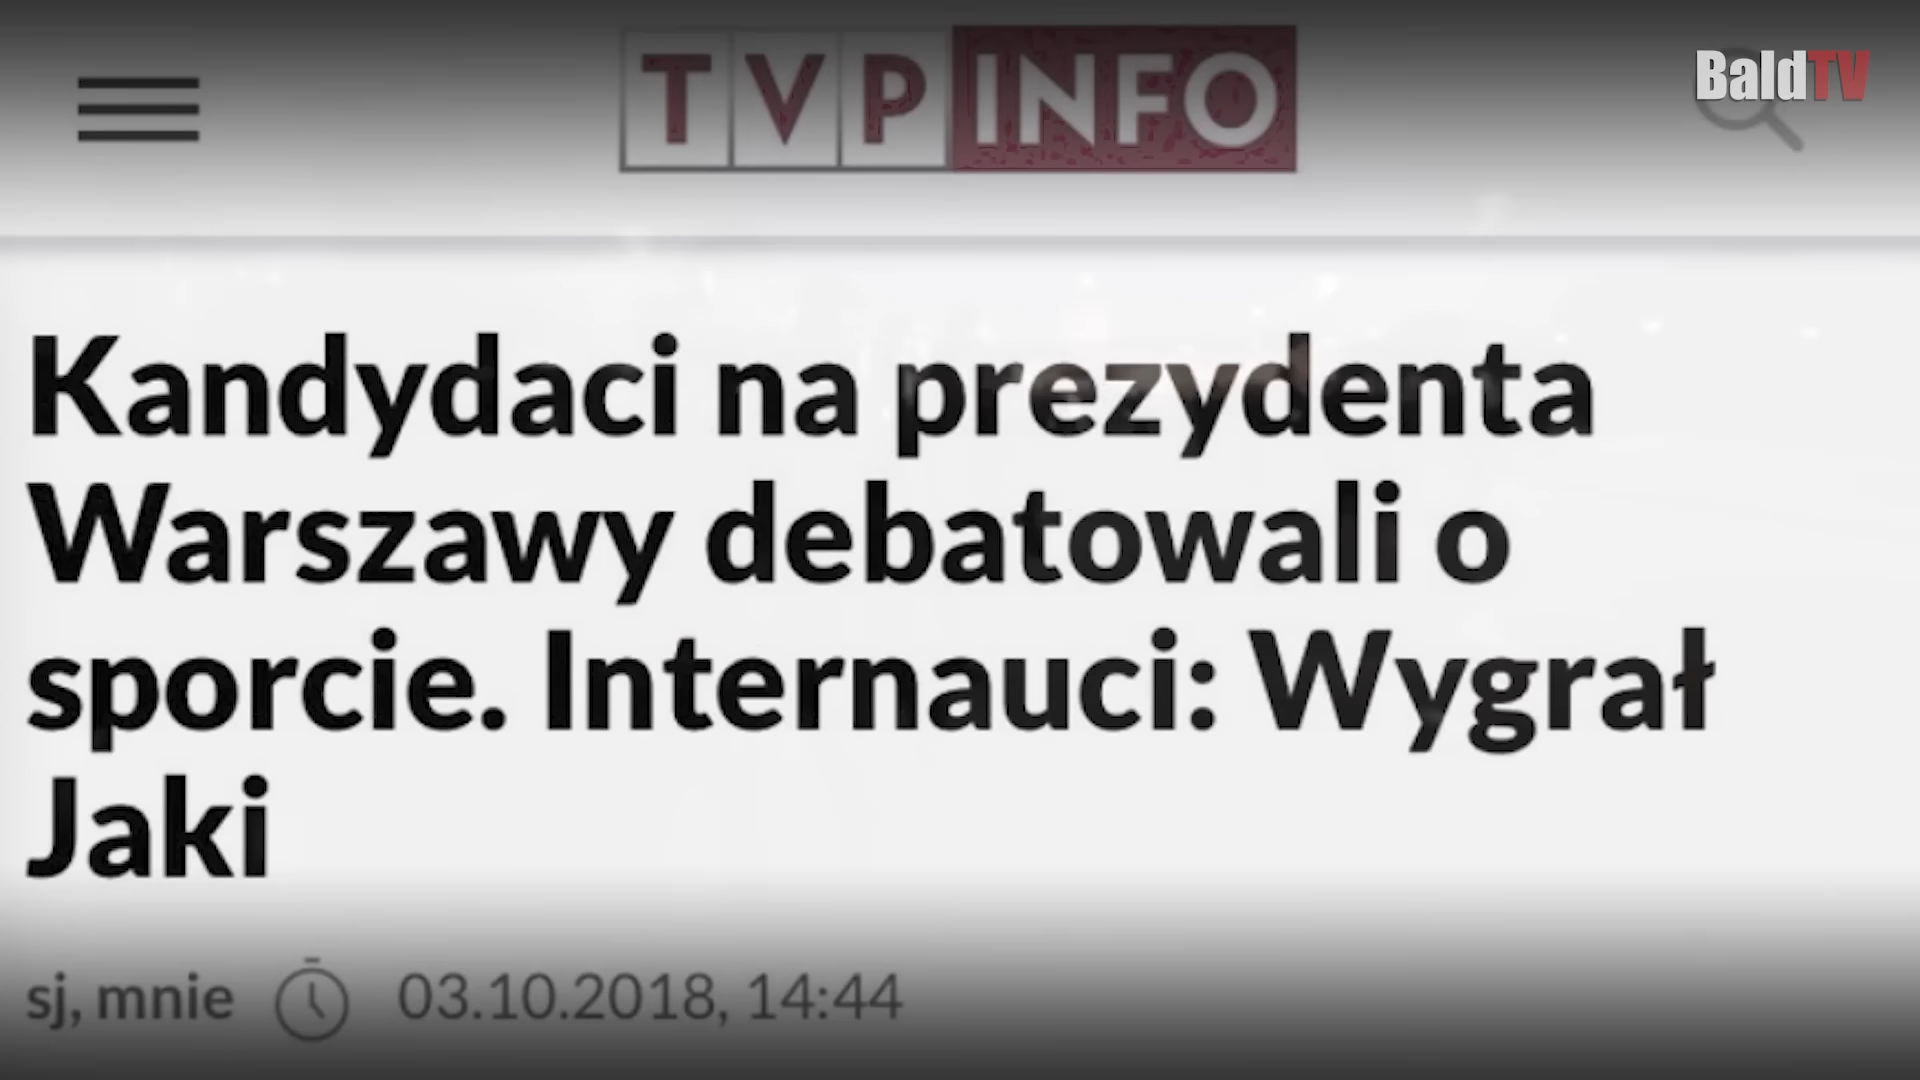 TVP INFO
BaldTV
Kandydaci na prezydenta
Warszawy debatowali o
sporcie. Internauci: Wygrał
Jaki
sj, mnie 03.10.2018, 14:44